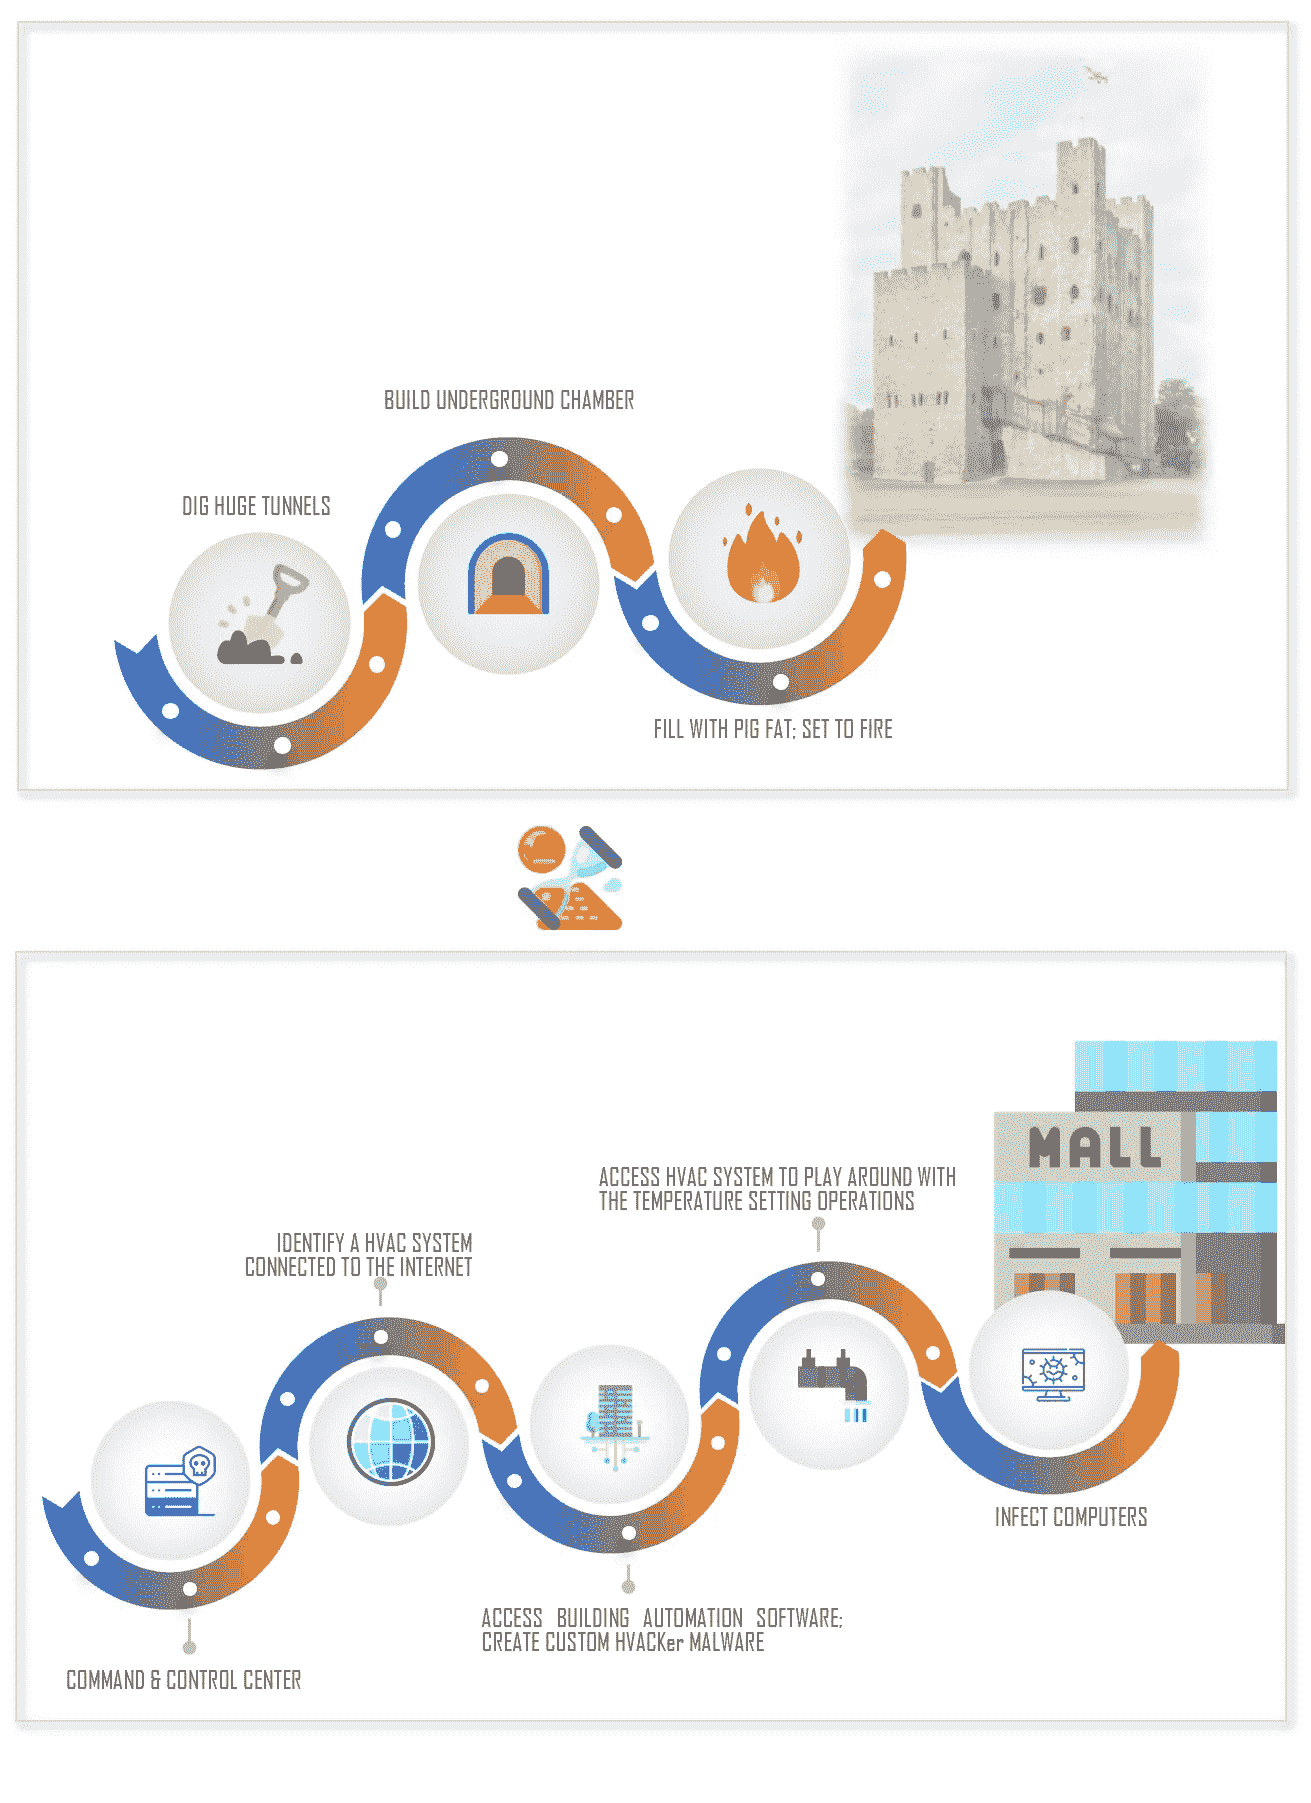 BUILD UNDERGROUND CHAMBER
DIG HUGE TUNNELS
FILL WITH PIG FAT; SET TO FIRE
MALL
ACCESS HVAC SYSTEM TO PLAY AROUND WITH
THE TEMPERATURE SETTING OPERATIONS
IDENTIFY A HVAC SYSTEM
CONNECTED TO THE INTERNET
INFECT COMPUTERS
ACCESS BUILDING AUTOMATION SOFTWARE;
CREATE CUSTOM HVACKer MALWARE
COMMAND & CONTROL CENTER